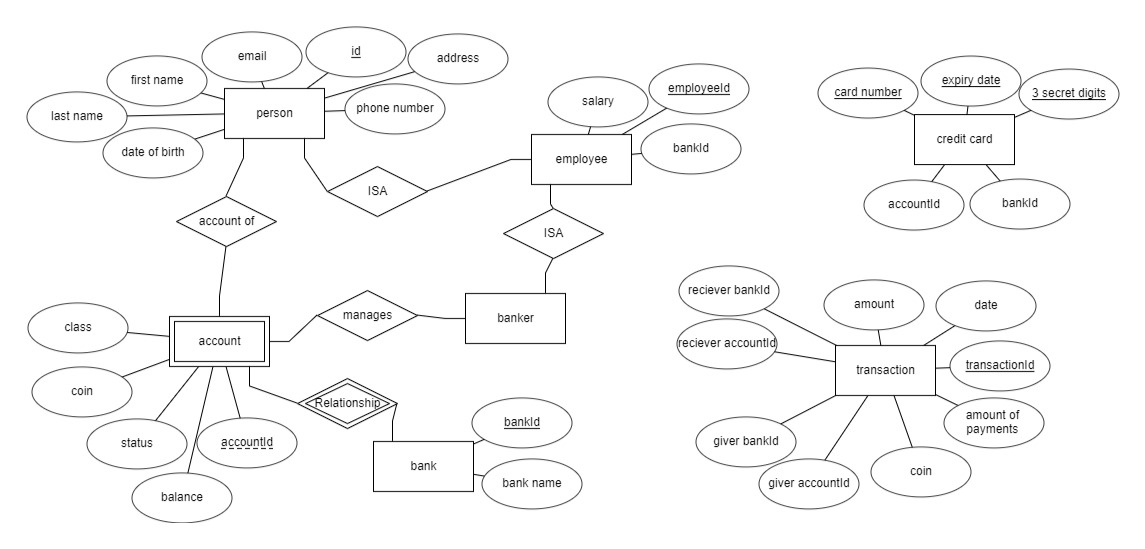 email
id
address
first name
person
phone number
last name
date of birth
salary
employeeId
employee
bankId
card number
expiry date
3 secret digits
credit card
accountId
bankId
ISA
account of
ISA
class
account
manages
banker
coin
status
accountId
balance
Relationship
bank
bankId
bank name
reciever bankId
amount
date
reciever accountId
transaction
transactionId
amount of
payments
giver bankId
giver accountId
coin